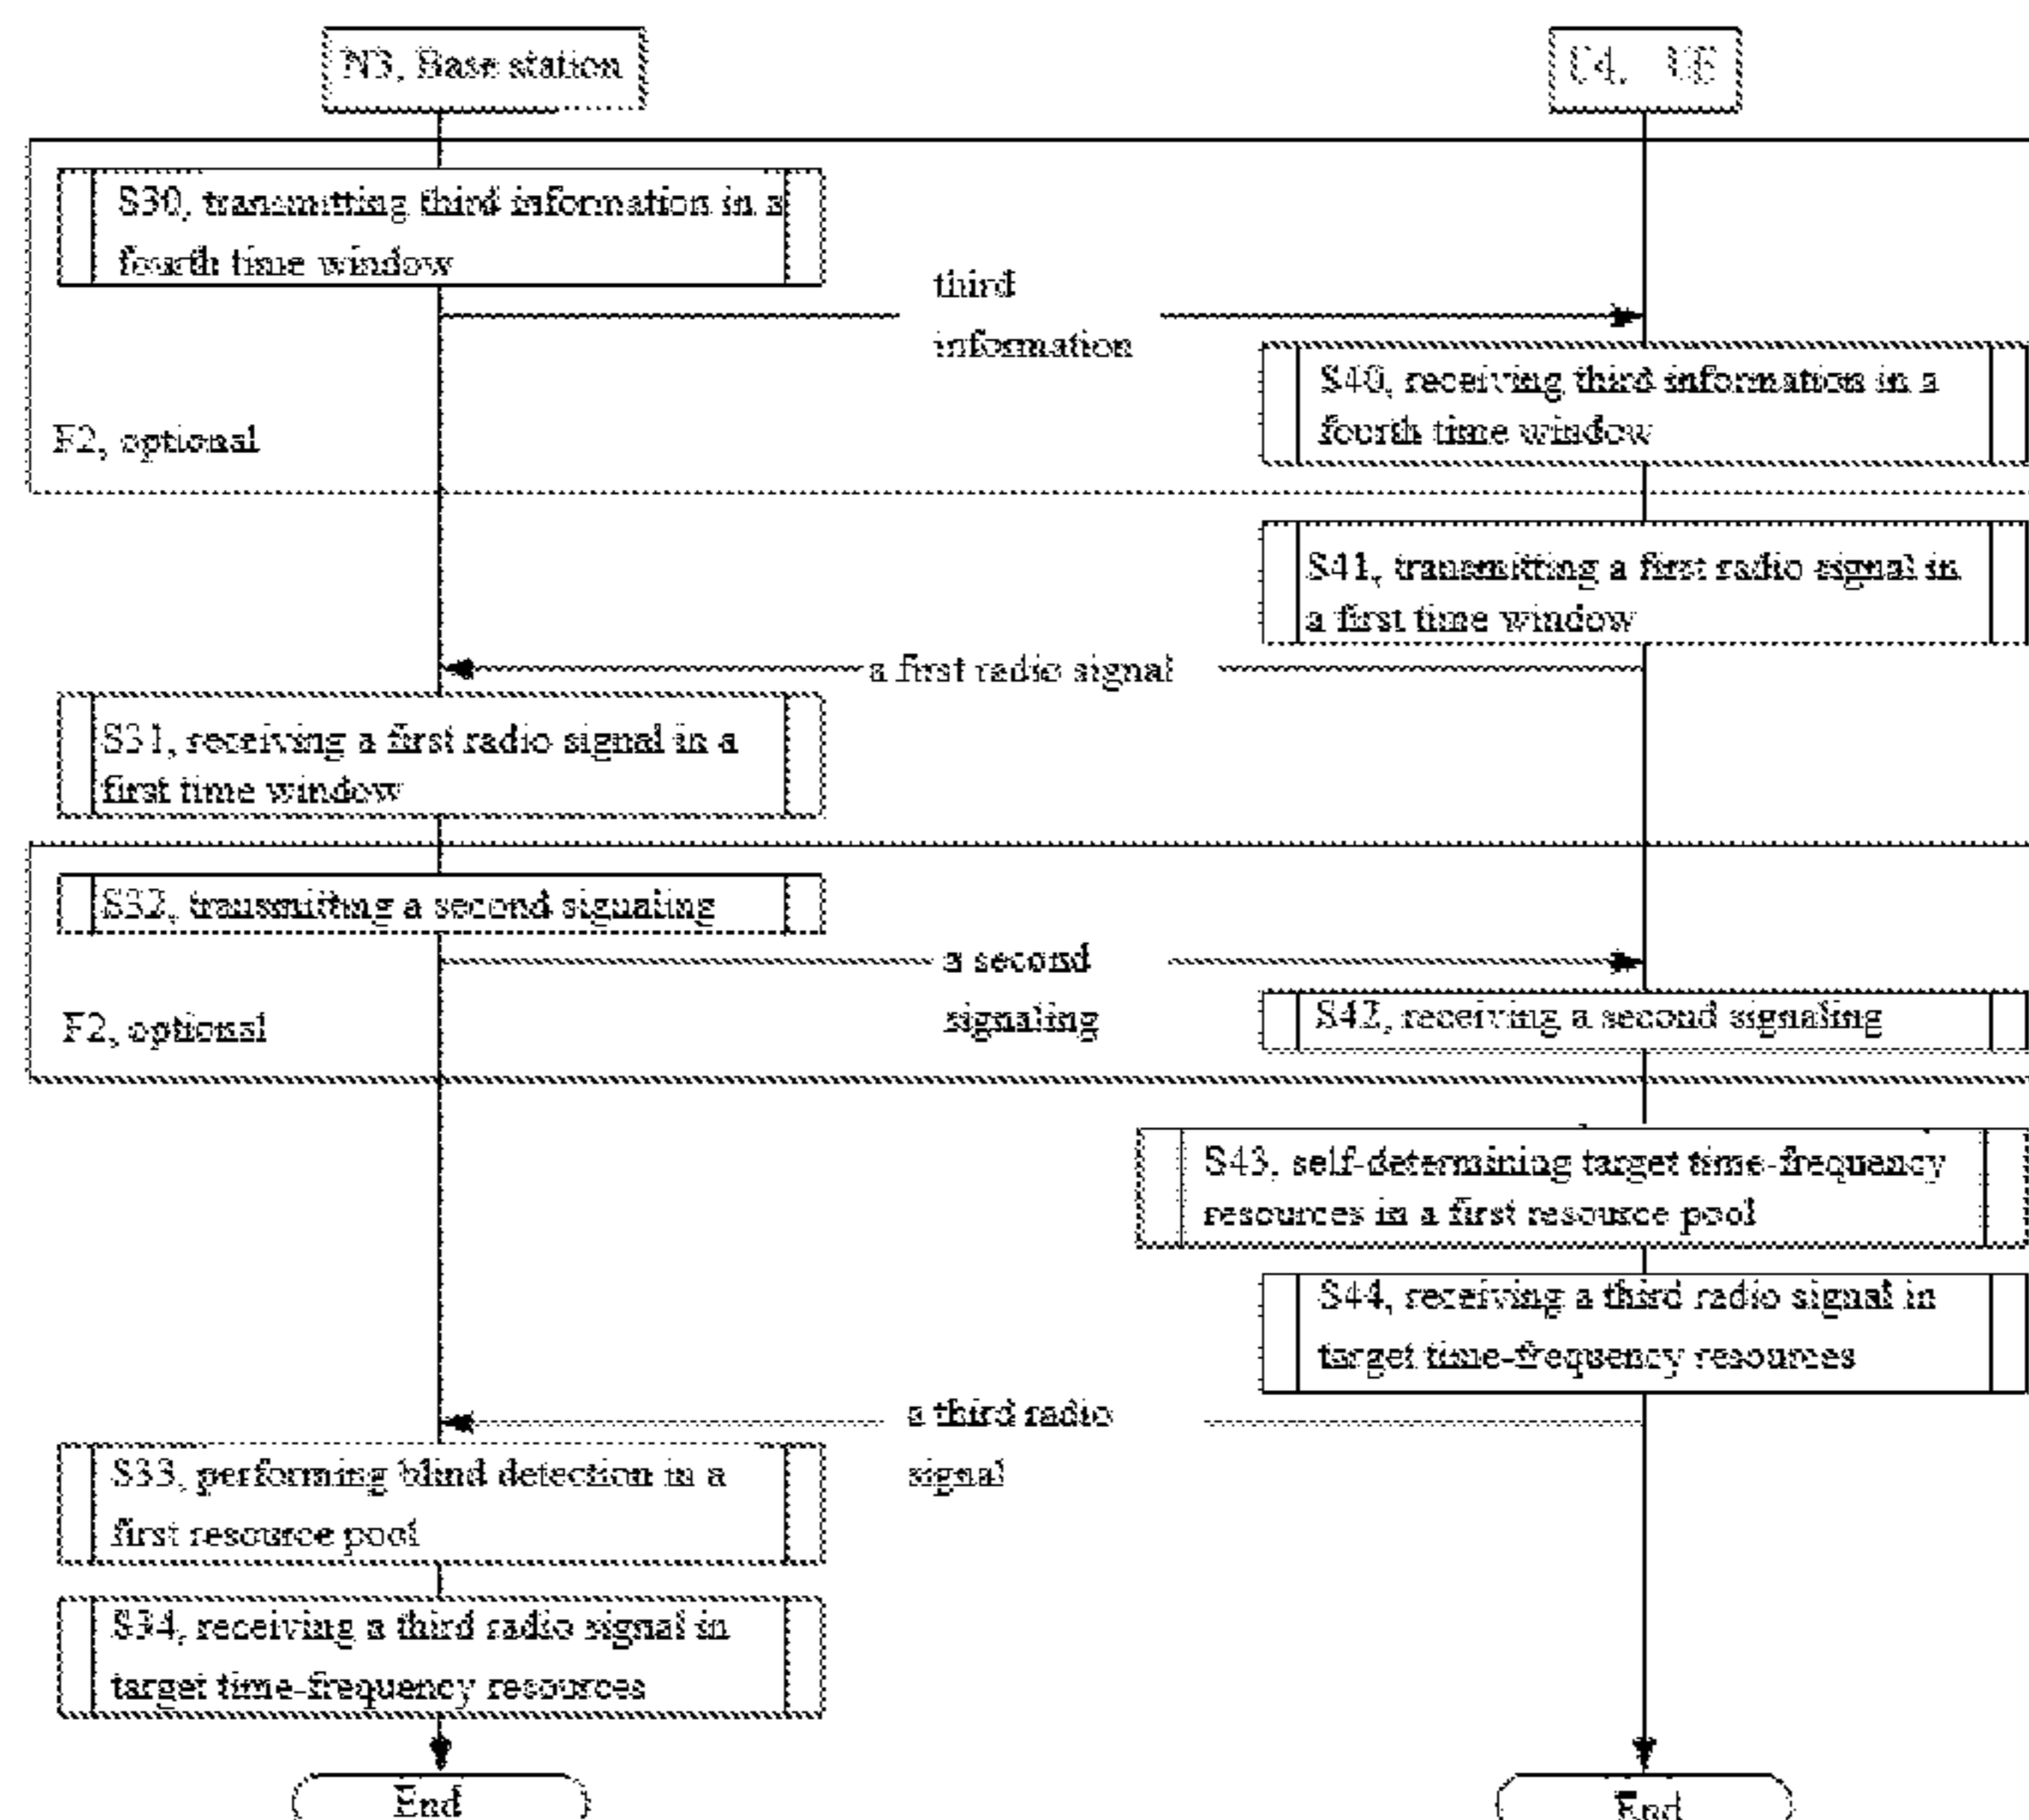 N3, Base station
U4, UE
S30, transmitting third information in a
fourth time window
third
information
S40, receiving third information in a
fourth time window
F2, optional
S41, transmitting a first radio signal in
a first time window
a first radio signal
S31, receiving a first radio signal in a
first time window
S32, transmitting a second signaling
a second
signaling
S42, receiving a second signaling
F2, optional
S43, self-determining target time-frequency
resources in a first resource pool
S44, receiving a third radio signal in
target time-frequency resources
a third radio
signal
S33, performing blind detection in a
first resource pool
S34, receiving a third radio signal in
target time-frequency resources
End
End